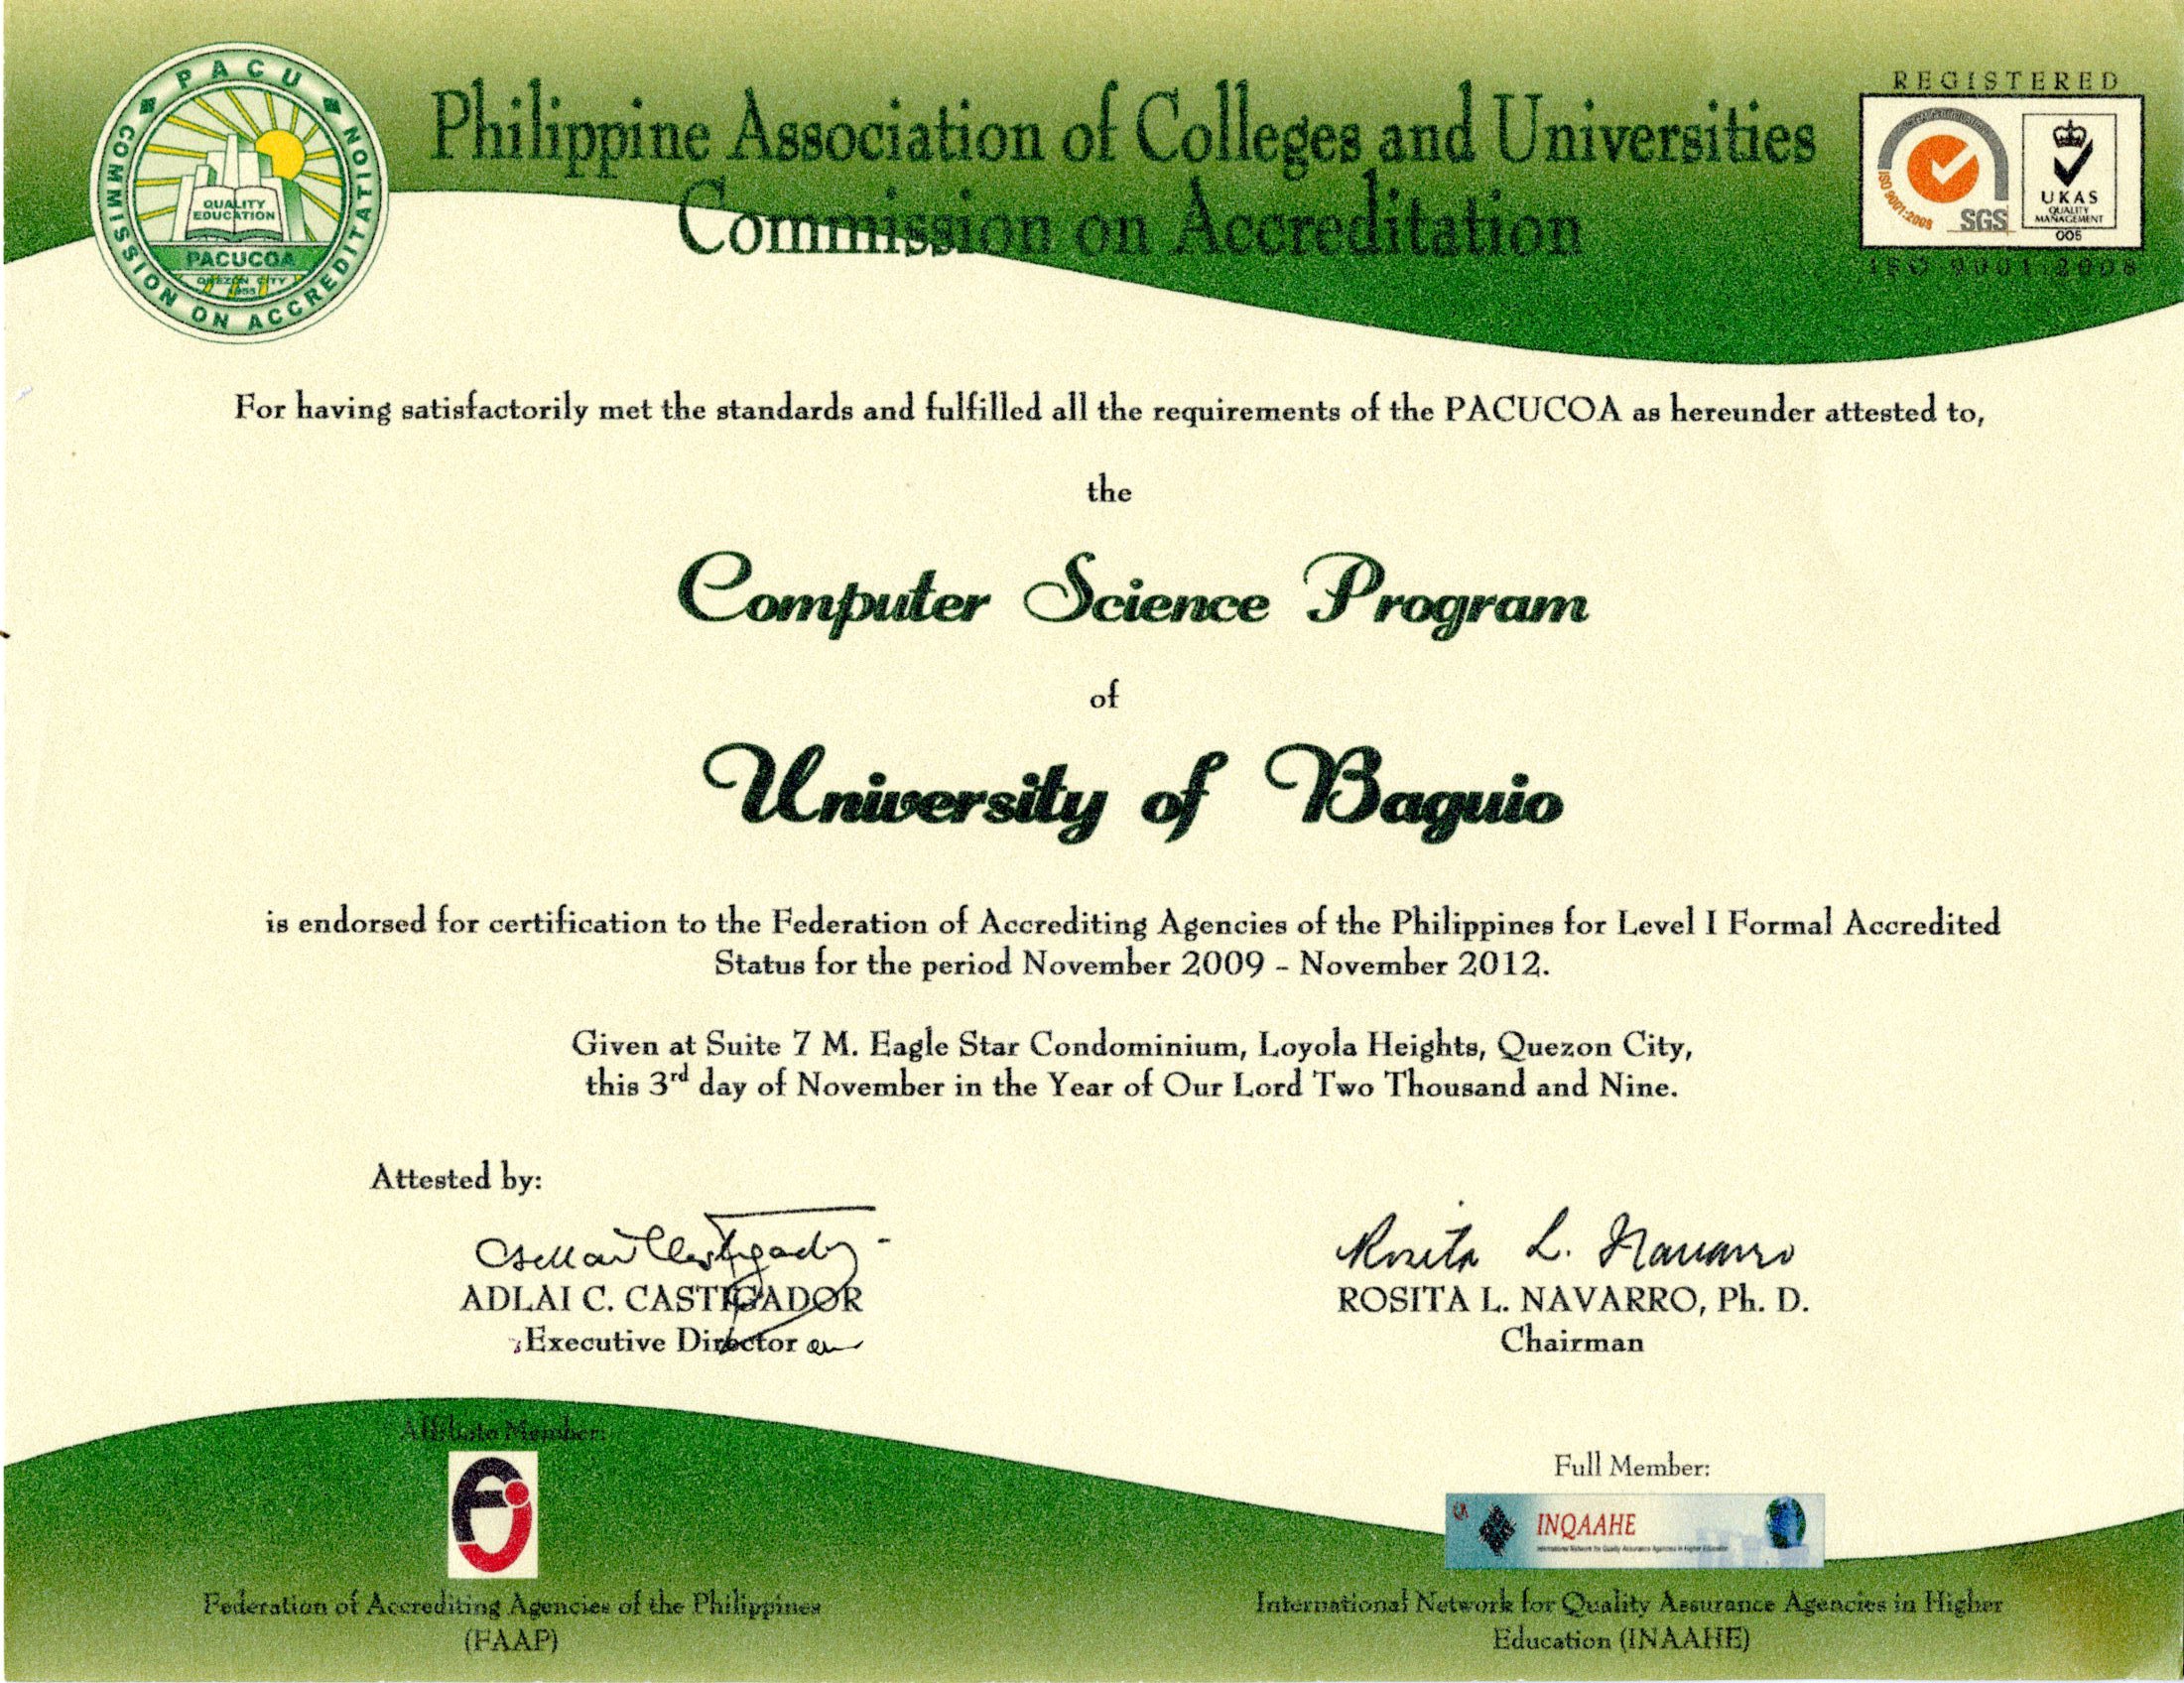 PACU
COMMISSION ON ACCREDITATION
QUALITY
EDUCATION
PACUCOA
QUEZON CITY
Philippine Association of Colleges and Universities
Commission on Accreditation
REGISTERED
ISO 9001:2008
SGS
UKAS
QUALITY
MANAGEMENT
005
ISO 9001:2008
For having satisfactorily met the standards and fulfilled all the requirements of the PACUCOA as hereunder attested to,
the
Computer Science Program
of
University of Baguio
is endorsed for certification to the Federation of Accrediting Agencies of the Philippines for Level I Formal Accredited
Status for the period November 2009 - November 2012.
Given at Suite 7 M. Eagle Star Condominium, Loyola Heights, Quezon City,
this 3rd day of November in the Year of Our Lord Two Thousand and Nine.
Attested by:
Rosita L. Navarro
ADLAI C. CASTIGADOR
ROSITA L. NAVARRO, Ph. D.
Executive Director
Chairman
Affiliate Member:
Full Member:
INQAAHE
International Network for Quality Assurance Agencies in Higher Education
Federation of Accrediting Agencies of the Philippines
(FAAP)
International Network for Quality Assurance Agencies in Higher
Education (INAAHE)